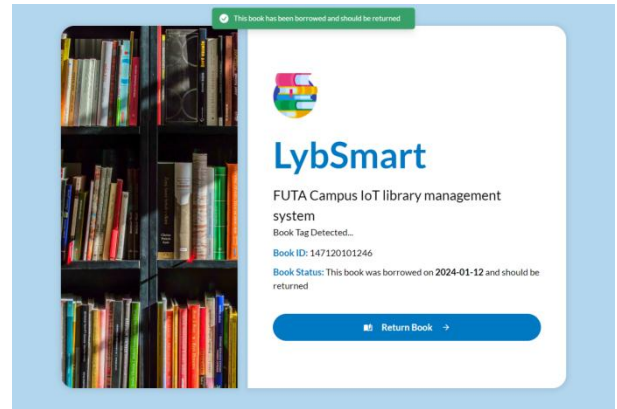 This book has been borrowed and should be returned
LybSmart
FUTA Campus IoT library management
system
Book Tag Detected...
Book ID: 147120101246
Book Status: This book was borrowed on 2024-01-12 and should be
returned
Return Book →